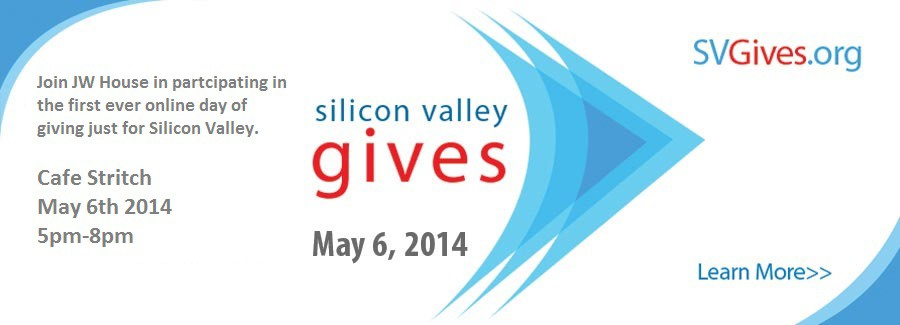 Join JW House in partcipating in
the first ever online day of
giving just for Silicon Valley.
Cafe Stritch
May 6th 2014
5pm-8pm
silicon valley
gives
May 6, 2014
SVGives.org
Learn More>>